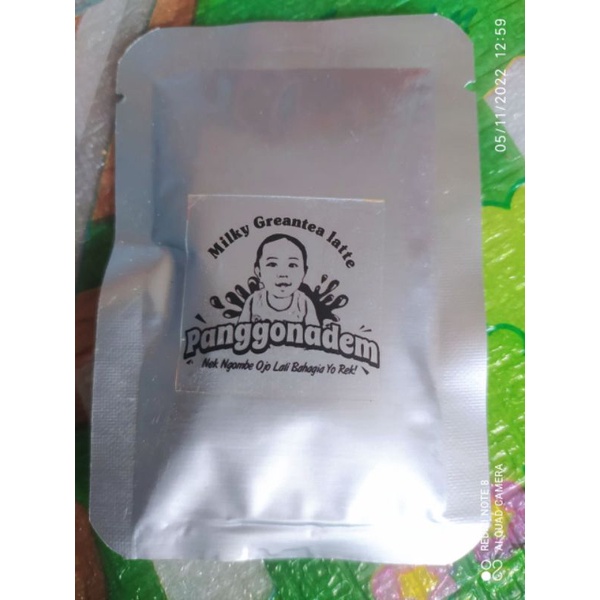 Milky Greantea latte
Panggonadem
Nek Ngombe Ojo Lali Bahagia Yo Rek!
05/11/2022 12:59
REDMI NOTE 8
AI QUAD CAMERA